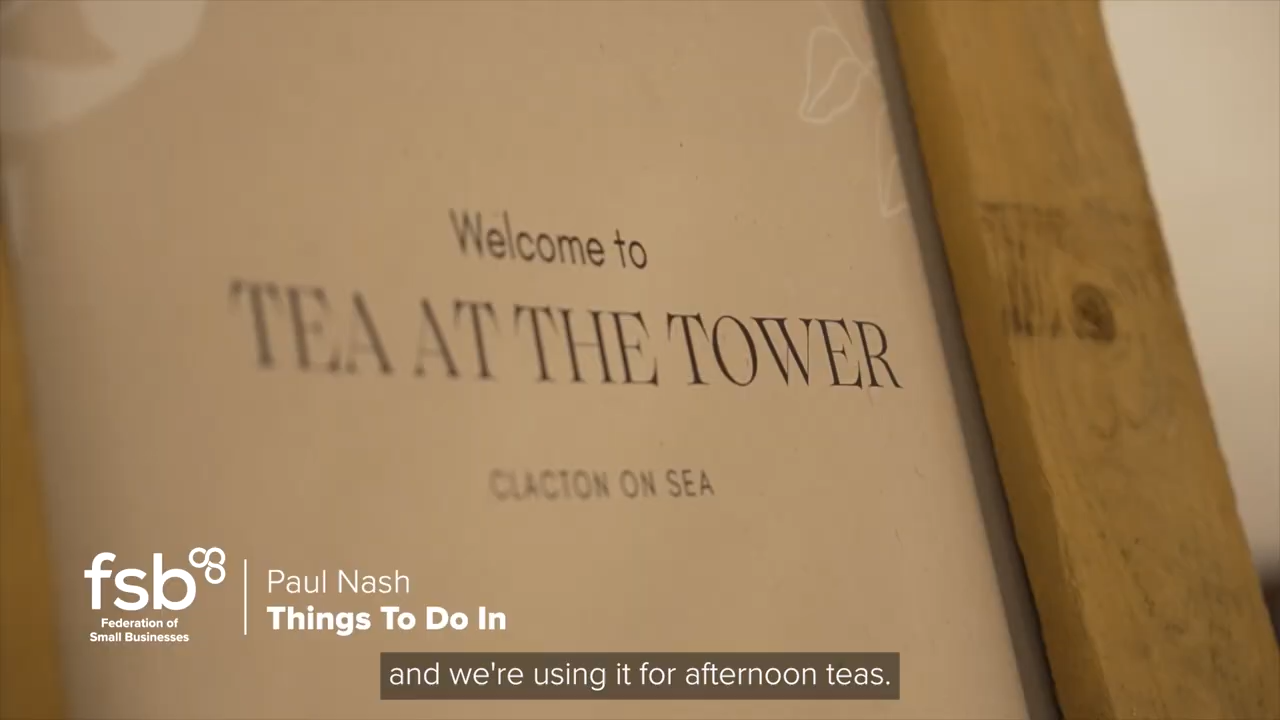 Welcome to
TEA AT THE TOWER
CLACTON ON SEA
fsb
Federation of
Small Businesses
Paul Nash
Things To Do In
and we're using it for afternoon teas.